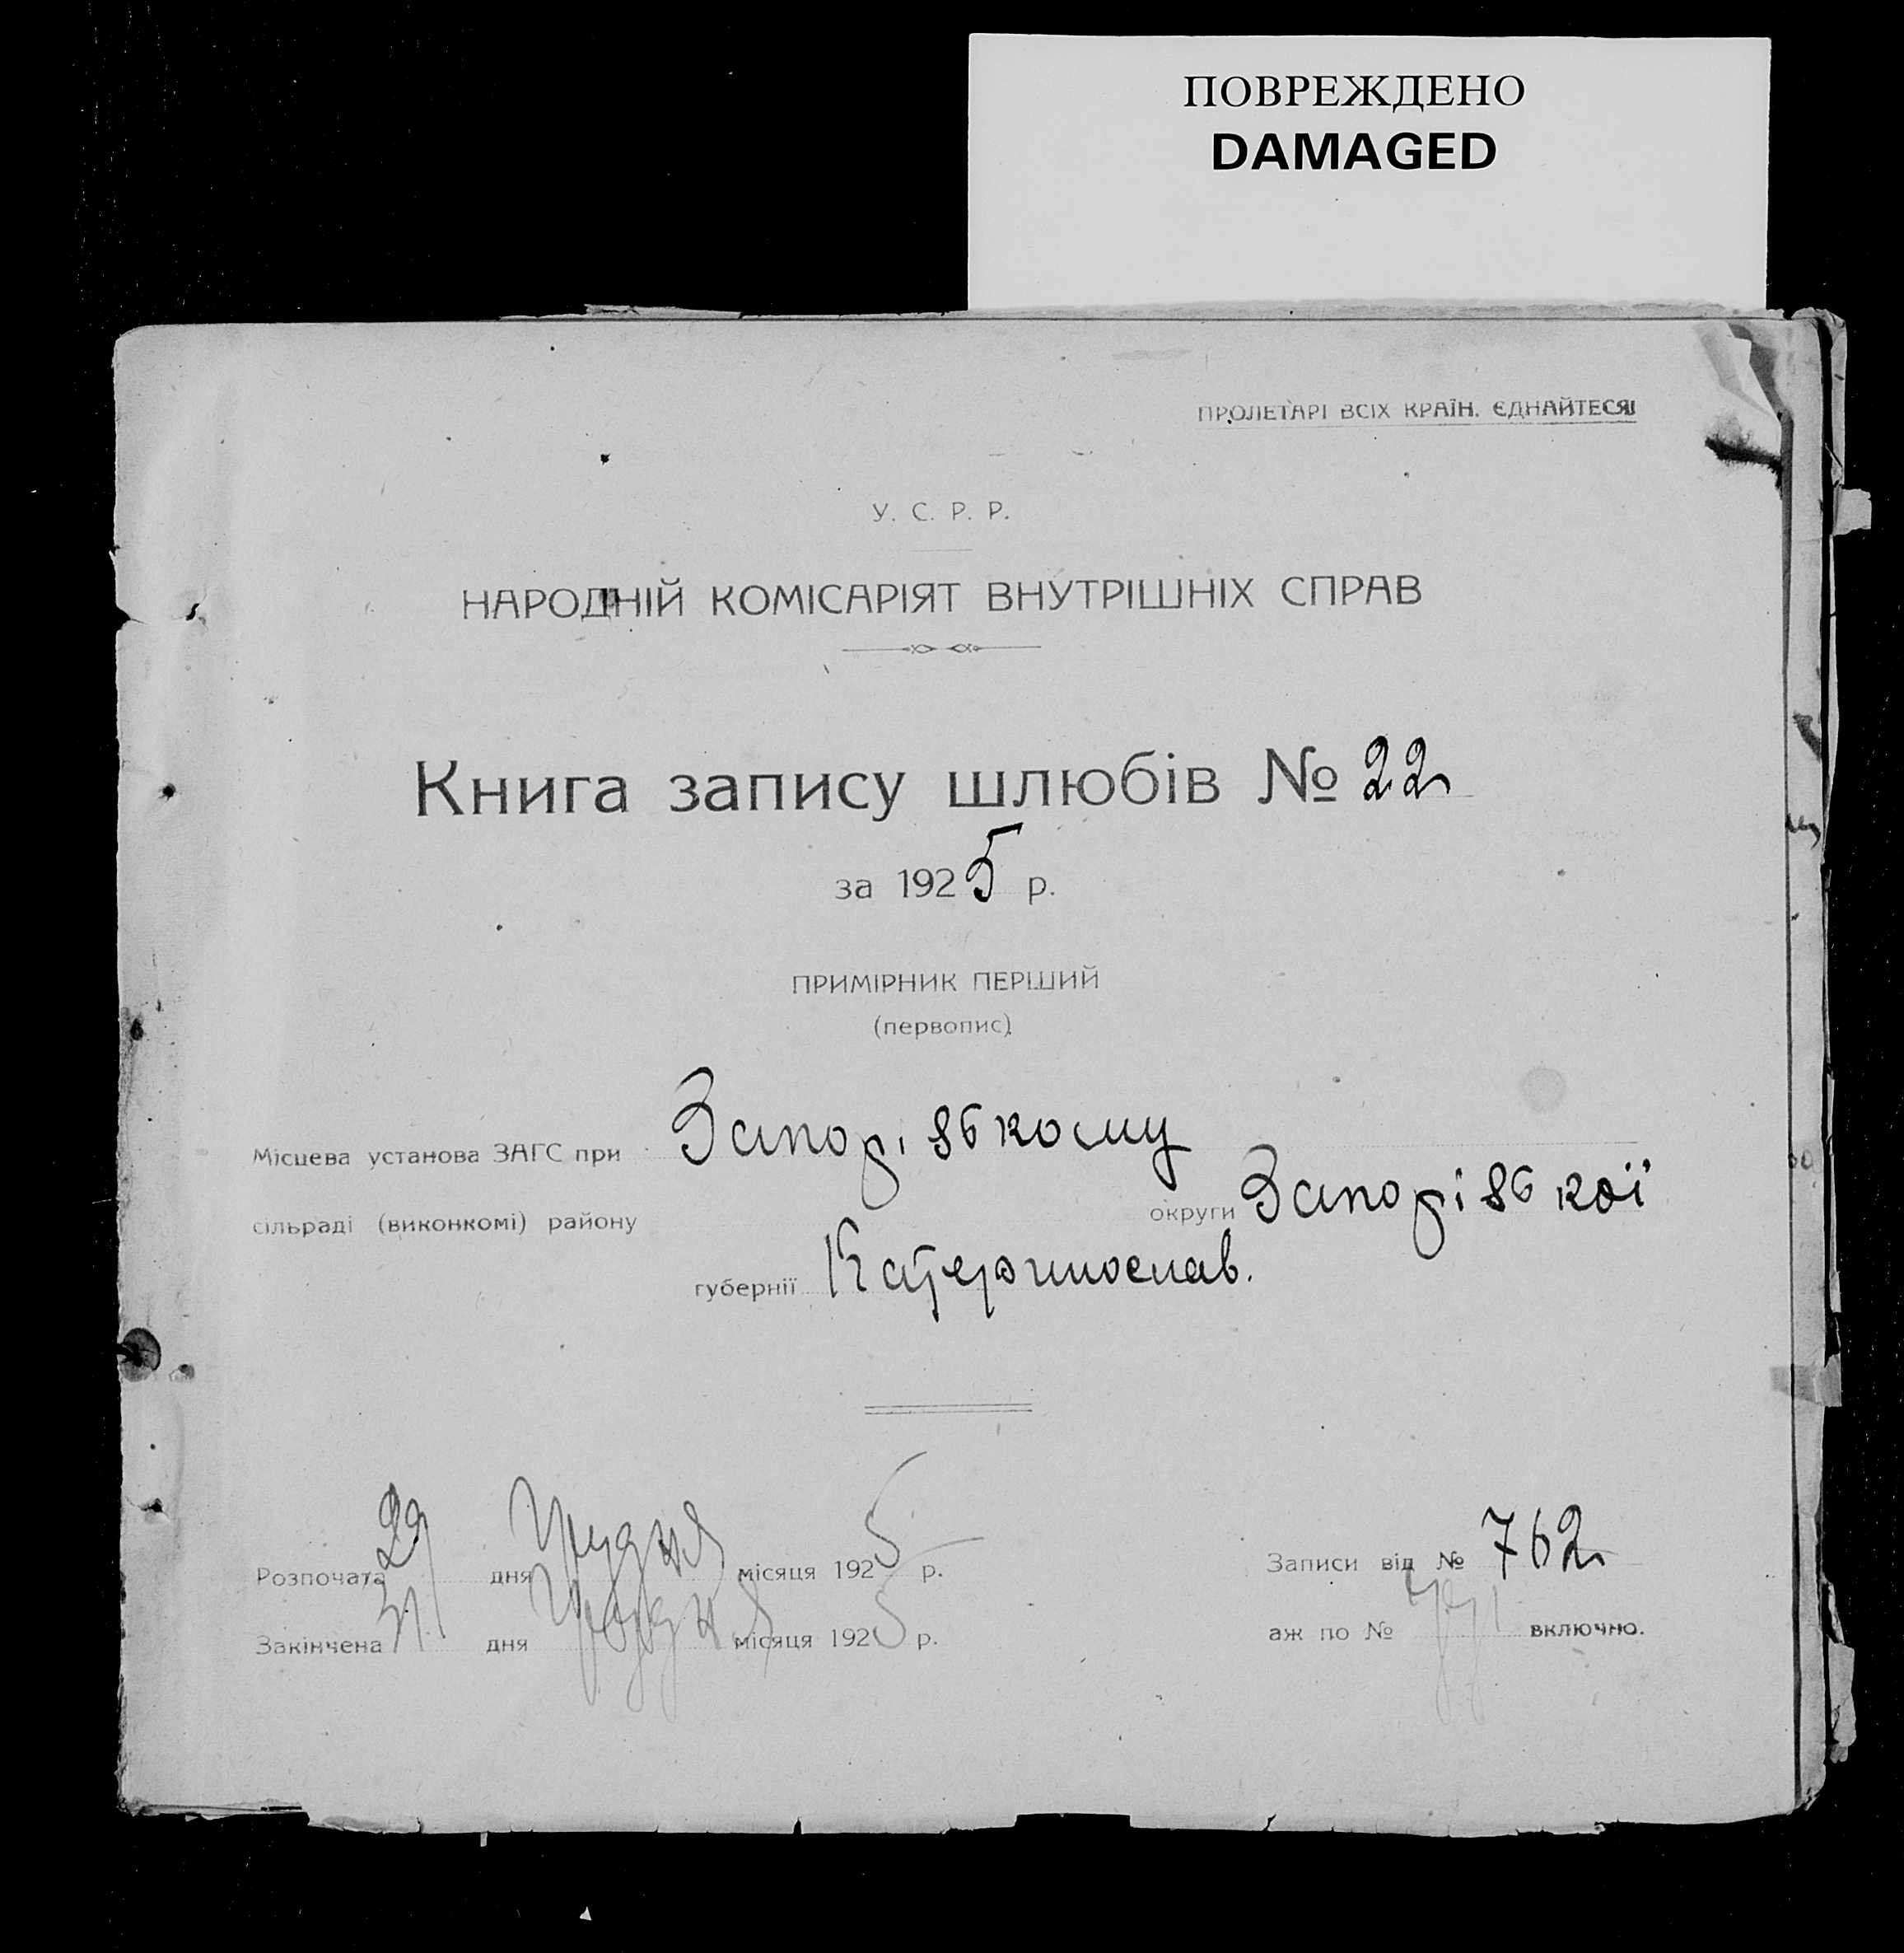 ПОВРЕЖДЕНО
DAMAGED
ПРОЛЕТАРІ ВСІХ КРАЇН. ЄДНАЙТЕСЯ!
У. С. Р. Р.
НАРОДНІЙ КОМІСАРІЯТ ВНУТРІШНІХ СПРАВ
Книга запису шлюбів № 22
за 1925 р.
ПРИМІРНИК ПЕРШИЙ
(первопис)
Місцева установа ЗАГС при Запорізькому
сільраді (виконкомі) району округи Запорізької
губернії Катеринослав.
Розпочата 29 дня Грудня місяця 1925 р. Записи від № 762
Закінчена 31 дня Грудня місяця 1925 р. аж по № включно.